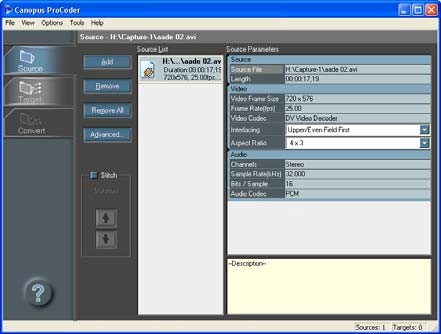 Canopus ProCoder
File View Options Tools Help
Source - H:\Capture-1\aade 02.avi
Source
Target
Convert
Add
Remove
Remove All
Advanced...
Stitch
Source List
H:\...\aade 02.avi
Duration:00:00:17;19
720x576, 25.00fps,...
Source Parameters
Source
Source File H:\Capture-1\aade 02.avi
Length 00:00:17;19
Video
Video Frame Size 720 x 576
Frame Rate(fps) 25.00
Video Codec DV Video Decoder
Interlacing Upper/Even Field First
Aspect Ratio 4 x 3
Audio
Channels Stereo
Sample Rate(kHz) 32.000
Bits / Sample 16
Audio Codec PCM
--Description--
?
Sources: 1 Targets: 0